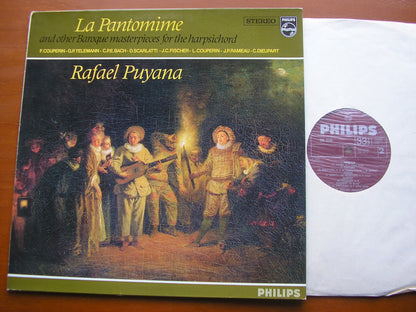 La Pantomime
STEREO
PHILIPS
and other Baroque masterpieces for the harpsichord
F. COUPERIN - G.P. TELEMANN - C.P.E. BACH - D. SCARLATTI - J.C. FISCHER - L. COUPERIN - J.P. RAMEAU - C. DIEUPART
Rafael Puyana
PHILIPS
PHILIPS
33
2